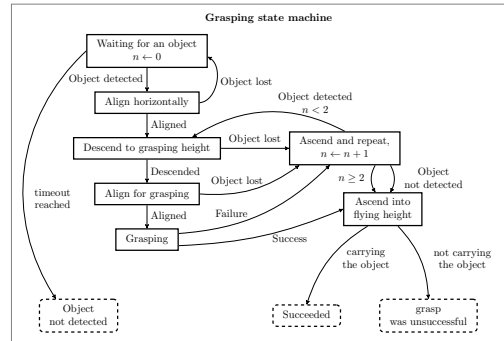 Grasping state machine
Waiting for an object
n ← 0
Object detected
Object lost
Align horizontally
Object detected
n < 2
Aligned
Descend to grasping height
Object lost
Ascend and repeat,
n ← n + 1
Descended
Object lost
n ≥ 2
Object
not detected
Align for grasping
timeout
reached
Aligned
Failure
Ascend into
flying height
Grasping
Success
carrying
the object
not carrying
the object
Object
not detected
Succeeded
grasp
was unsuccessful